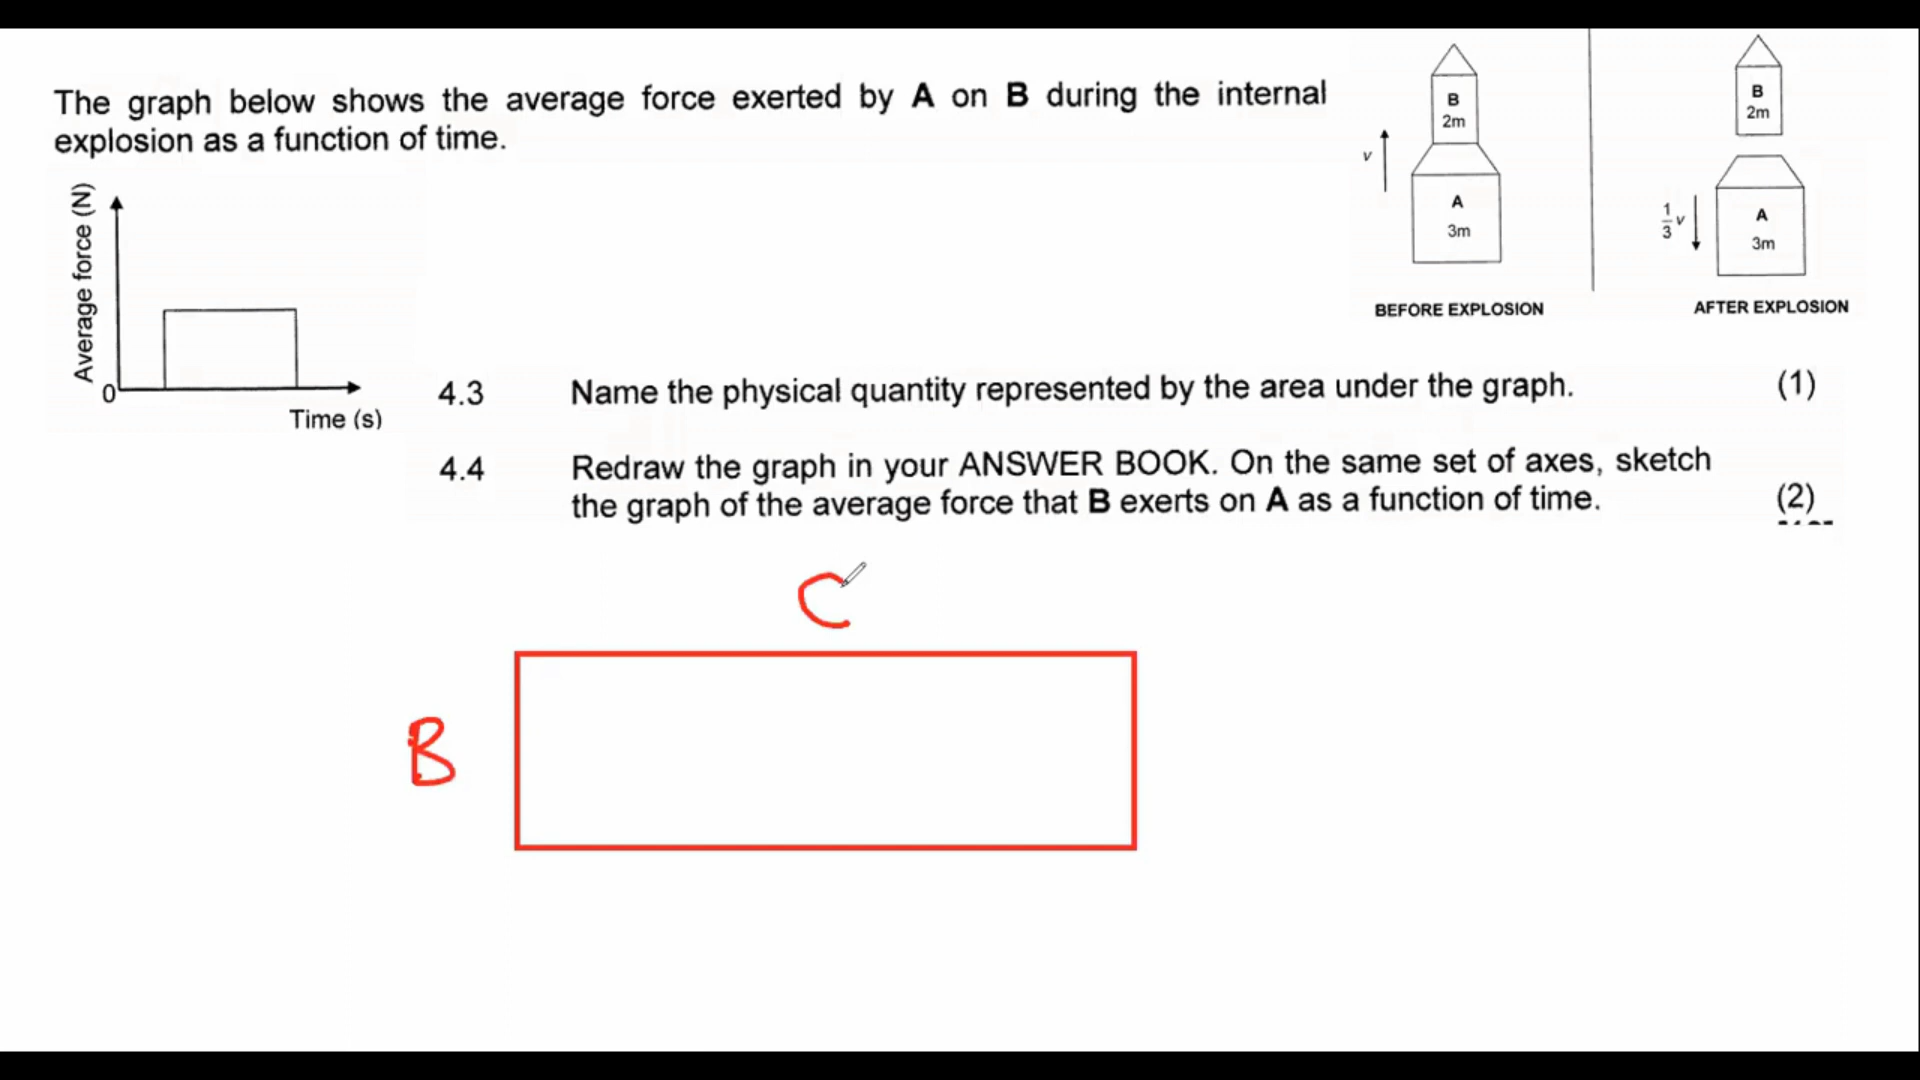 The graph below shows the average force exerted by A on B during the internal
explosion as a function of time.
Average force (N)
0
Time (s)
B
2m
v
A
3m
BEFORE EXPLOSION
B
2m
1/3 v
A
3m
AFTER EXPLOSION
4.3 Name the physical quantity represented by the area under the graph. (1)
4.4 Redraw the graph in your ANSWER BOOK. On the same set of axes, sketch
the graph of the average force that B exerts on A as a function of time. (2)
C
B